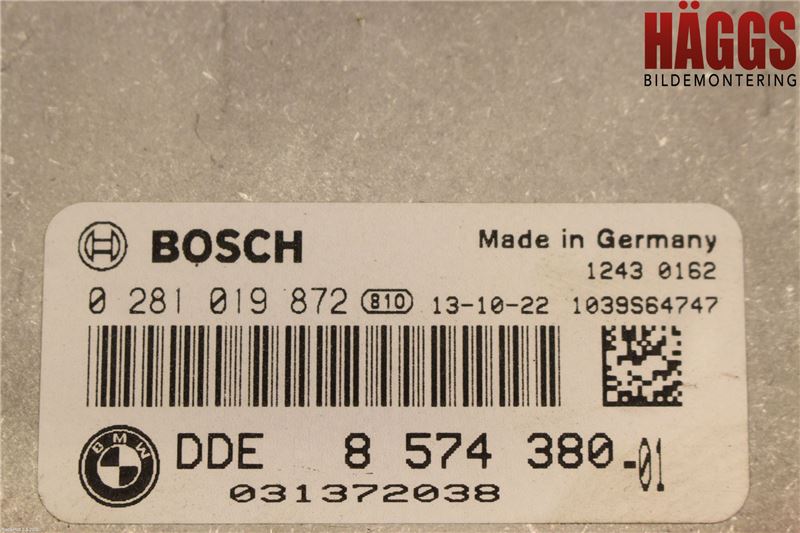 HÄGGS
BILDEMONTERING
BOSCH
Made in Germany
1243 0162
0 281 019 872 810 13-10-22 1039S64747
BMW
DDE 8 574 380-01
031372038